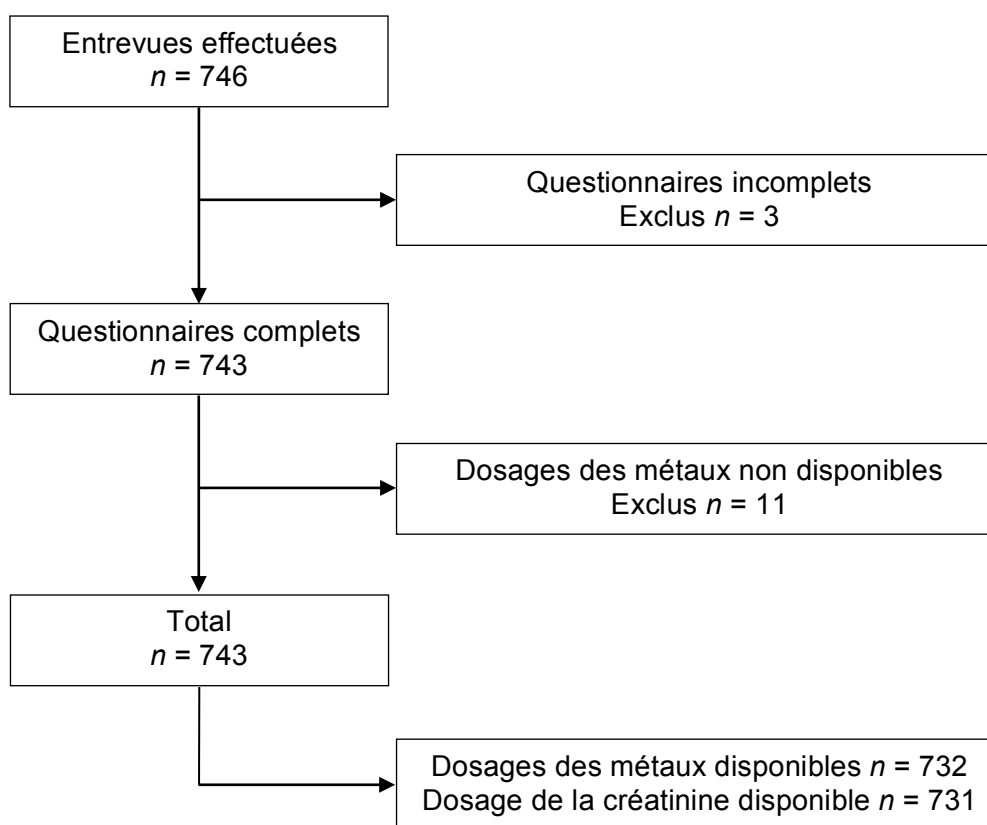 Entrevues effectuées
n = 746
Questionnaires incomplets
Exclus n = 3
Questionnaires complets
n = 743
Dosages des métaux non disponibles
Exclus n = 11
Total
n = 743
Dosages des métaux disponibles n = 732
Dosage de la créatinine disponible n = 731